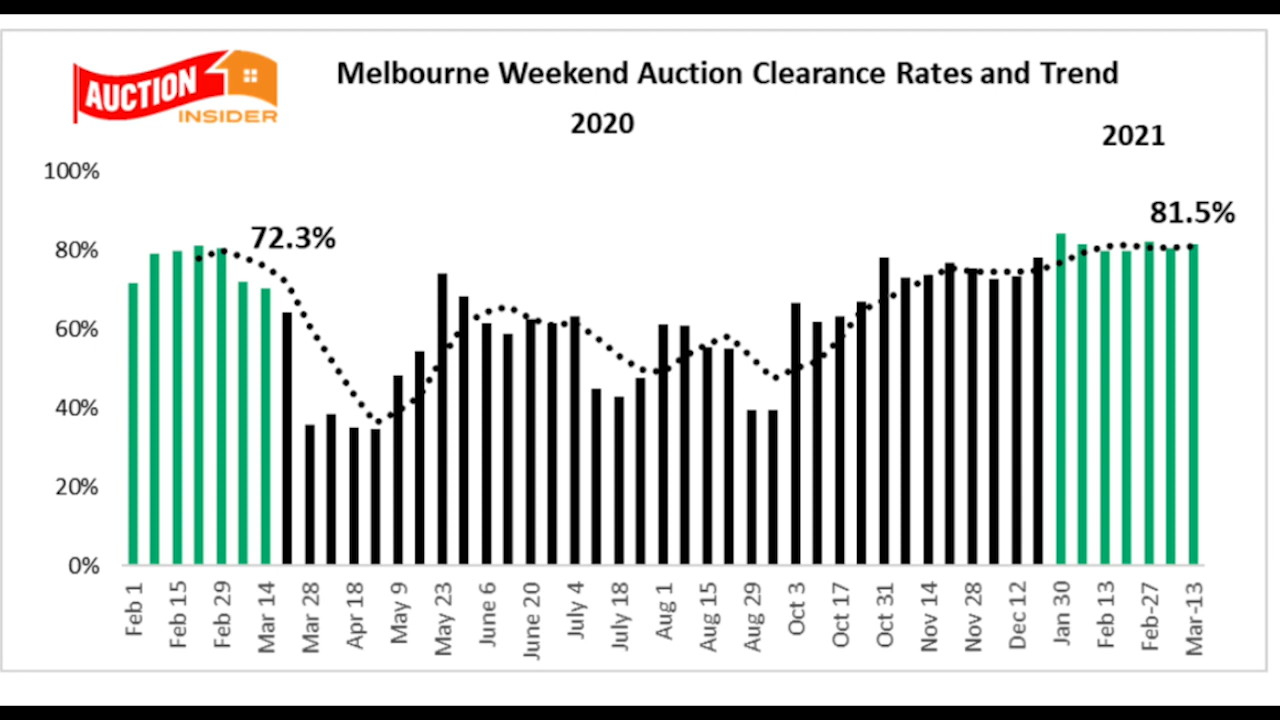 AUCTION
INSIDER
Melbourne Weekend Auction Clearance Rates and Trend
2020
2021
100%
80%
60%
40%
20%
0%
72.3%
81.5%
Feb 1
Feb 15
Feb 29
Mar 14
Mar 28
Apr 18
May 9
May 23
June 6
June 20
July 4
July 18
Aug 1
Aug 15
Aug 29
Oct 3
Oct 17
Oct 31
Nov 14
Nov 28
Dec 12
Jan 30
Feb 13
Feb-27
Mar-13